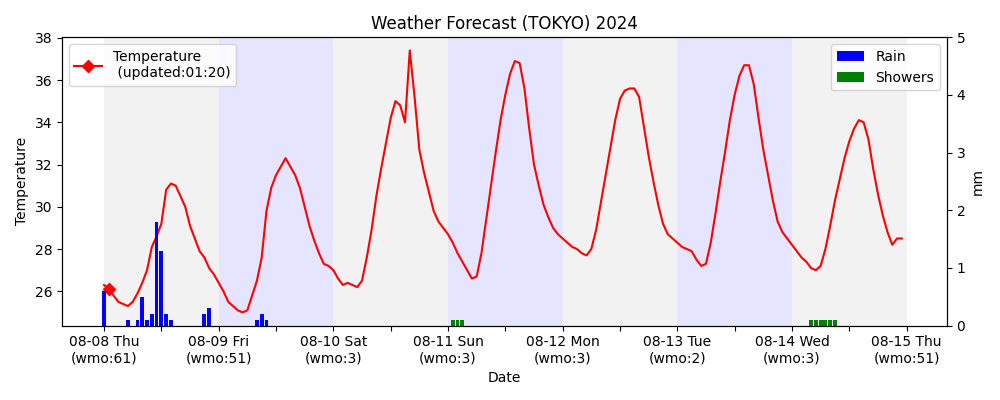 Weather Forecast (TOKYO) 2024
Temperature
(updated:01:20)
Rain
Showers
38
36
34
32
30
28
26
Temperature
5
4
3
2
1
0
mm
08-08 Thu
(wmo:61)
08-09 Fri
(wmo:51)
08-10 Sat
(wmo:3)
08-11 Sun
(wmo:3)
08-12 Mon
(wmo:3)
08-13 Tue
(wmo:2)
08-14 Wed
(wmo:3)
08-15 Thu
(wmo:51)
Date